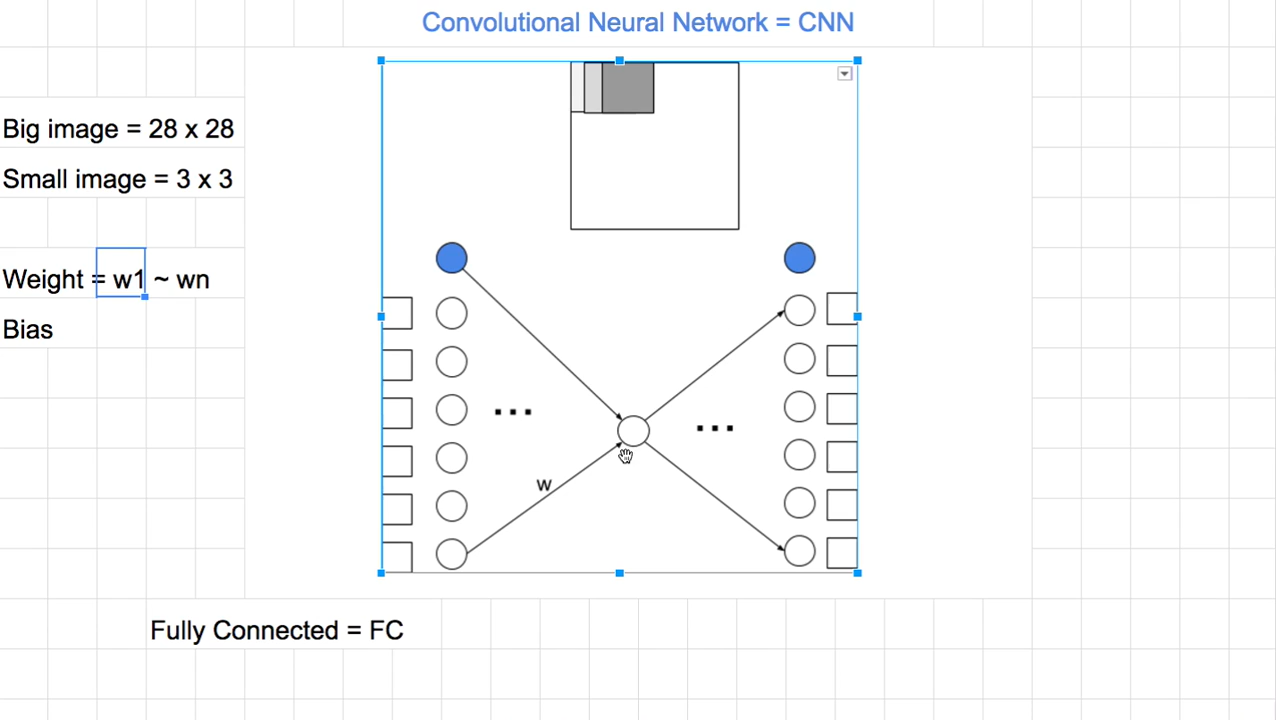 Convolutional Neural Network = CNN
Big image = 28 x 28
Small image = 3 x 3
Weight = w1 ~ wn
Bias
...
...
w
Fully Connected = FC